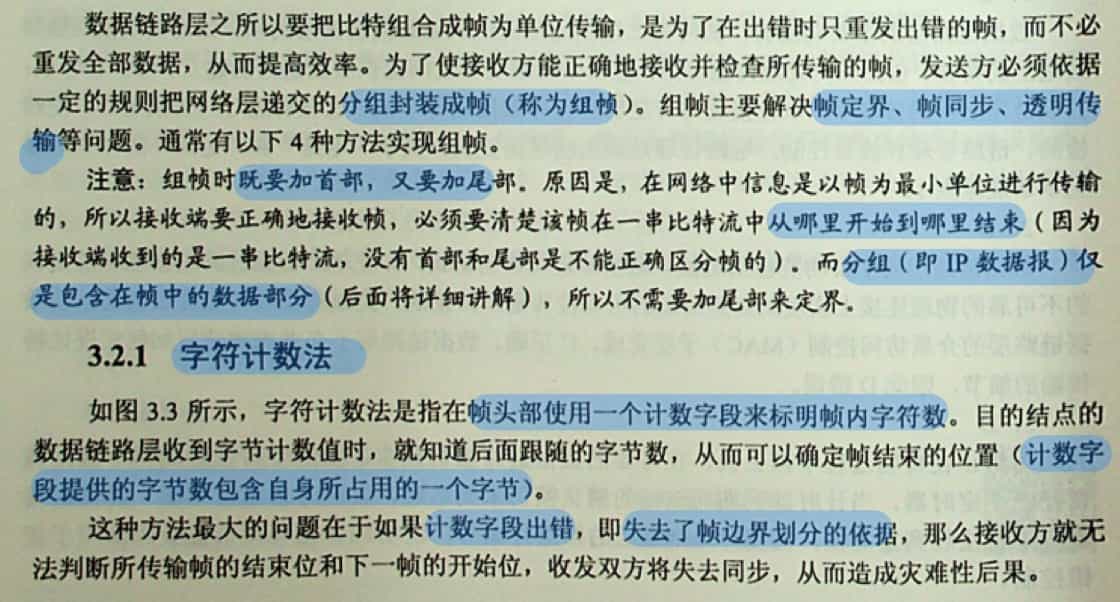 数据链路层之所以要把比特组合成帧为单位传输，是为了在出错时只重发出错的帧，而不必
重发全部数据，从而提高效率。为了使接收方能正确地接收并检查所传输的帧，发送方必须依据
一定的规则把网络层递交的分组封装成帧（称为组帧）。组帧主要解决帧定界、帧同步、透明传
输等问题。通常有以下4种方法实现组帧。
注意：组帧时既要加首部，又要加尾部。原因是，在网络中信息是以帧为最小单位进行传输
的，所以接收端要正确地接收帧，必须要清楚该帧在一串比特流中从哪里开始到哪里结束（因为
接收端收到的是一串比特流，没有首部和尾部是不能正确区分帧的）。而分组（即IP数据报）仅
是包含在帧中的数据部分（后面将详细讲解），所以不需要加尾部来定界。
3.2.1 字符计数法
如图3.3所示，字符计数法是指在帧头部使用一个计数字段来标明帧内字符数。目的结点的
数据链路层收到字节计数值时，就知道后面跟随的字节数，从而可以确定帧结束的位置（计数字
段提供的字节数包含自身所占用的一个字节）。
这种方法最大的问题在于如果计数字段出错，即失去了帧边界划分的依据，那么接收方就无
法判断所传输帧的结束位和下一帧的开始位，收发双方将失去同步，从而造成灾难性后果。